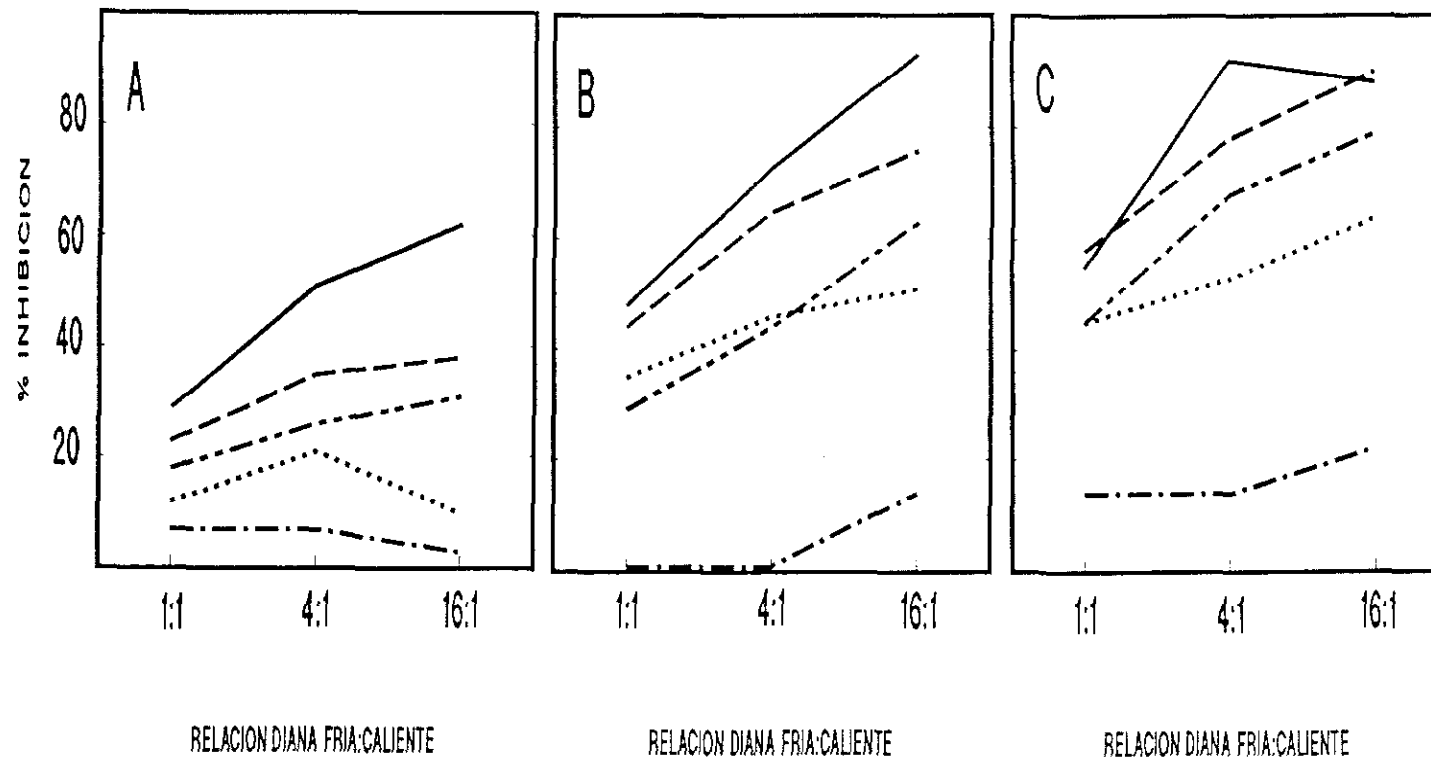 A
B
C
% INHIBICION
80
60
40
20
1:1
4:1
16:1
1:1
4:1
16:1
1:1
4:1
16:1
RELACION DIANA FRIA:CALIENTE
RELACION DIANA FRIA:CALIENTE
RELACION DIANA FRIA:CALIENTE